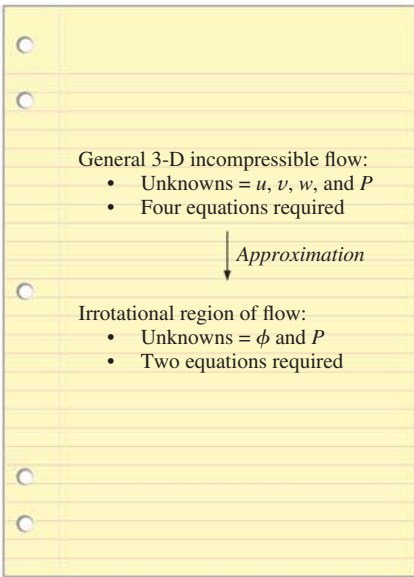 General 3-D incompressible flow:
• Unknowns = u, v, w, and P
• Four equations required
Approximation
Irrotational region of flow:
• Unknowns = ϕ and P
• Two equations required